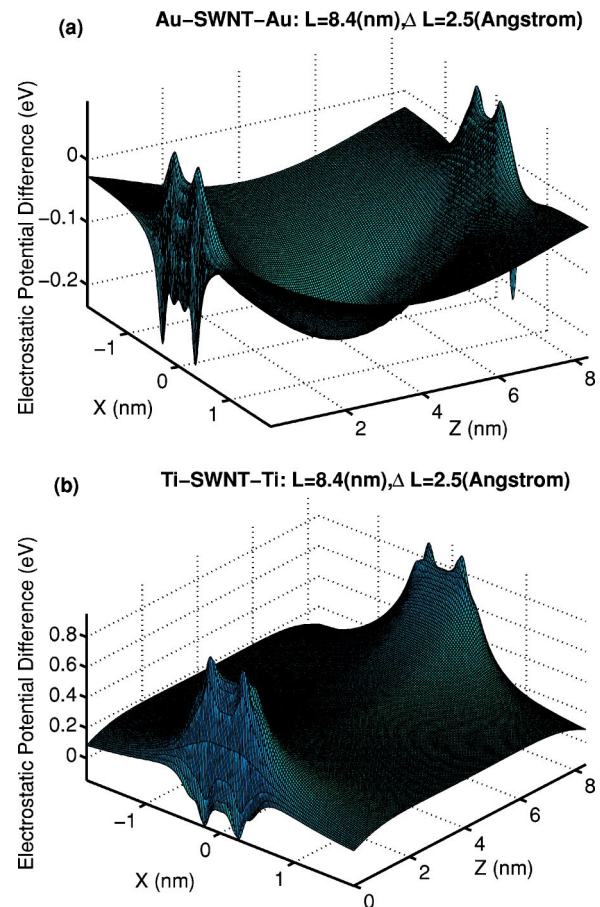 (a)
Au−SWNT−Au: L=8.4(nm),Δ L=2.5(Angstrom)
Electrostatic Potential Difference (eV)
0
−0.1
−0.2
−1
0
1
X (nm)
2
4
6
8
Z (nm)
(b)
Ti−SWNT−Ti: L=8.4(nm),Δ L=2.5(Angstrom)
Electrostatic Potential Difference (eV)
0.8
0.6
0.4
0.2
0
−1
0
1
X (nm)
0
2
4
6
8
Z (nm)